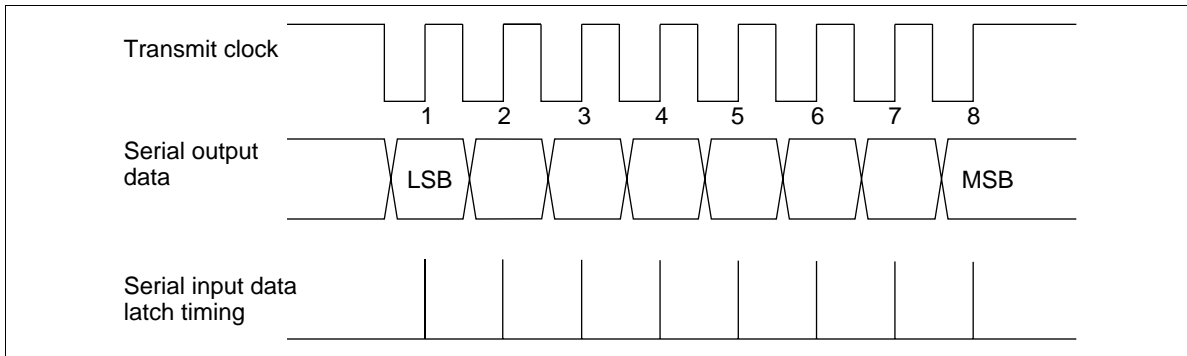 Transmit clock
1 2 3 4 5 6 7 8
Serial output
data
LSB
MSB
Serial input data
latch timing